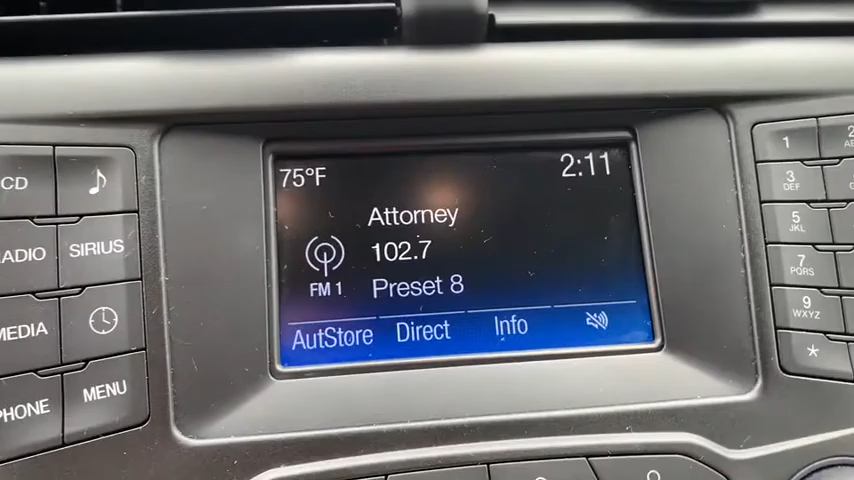 75°F
2:11
Attorney
102.7
FM 1
Preset 8
AutStore Direct Info
CD
RADIO
SIRIUS
MEDIA
PHONE
MENU
1
2
3
DEF
5
JKL
7
PQRS
9
WXYZ
*